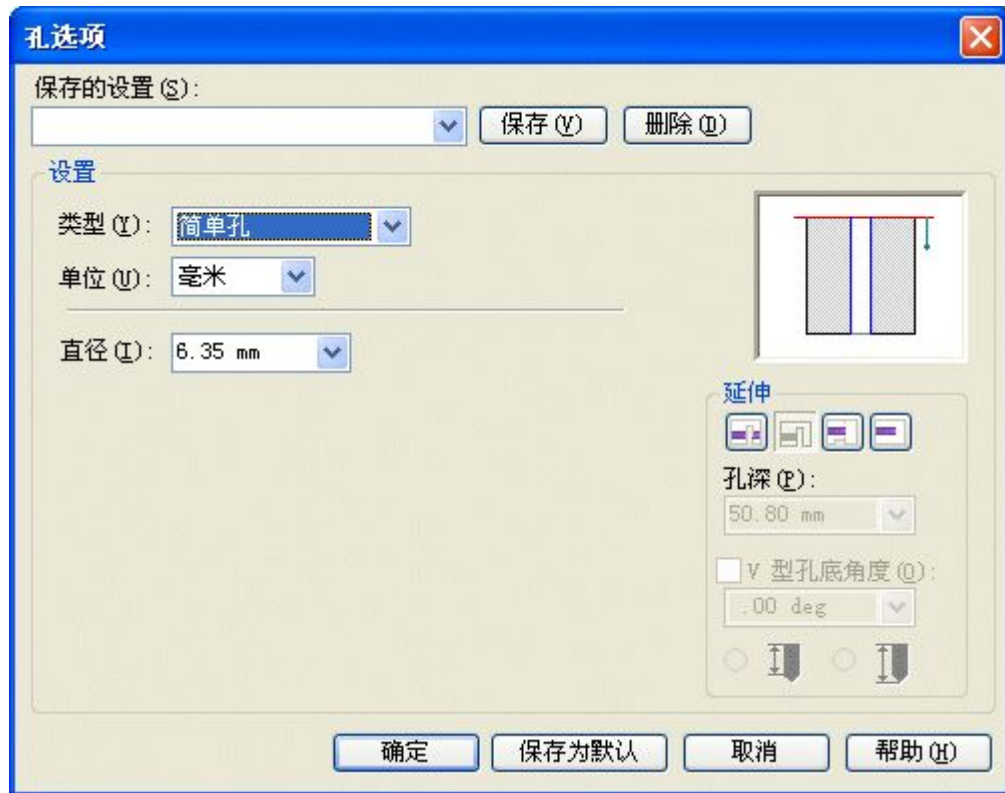 孔选项
保存的设置(S):
保存(V) 删除(D)
设置
类型(Y): 简单孔
单位(U): 毫米
直径(I): 6.35 mm
延伸
孔深(P):
50.80 mm
V 型孔底角度(O):
.00 deg
确定 保存为默认 取消 帮助(H)